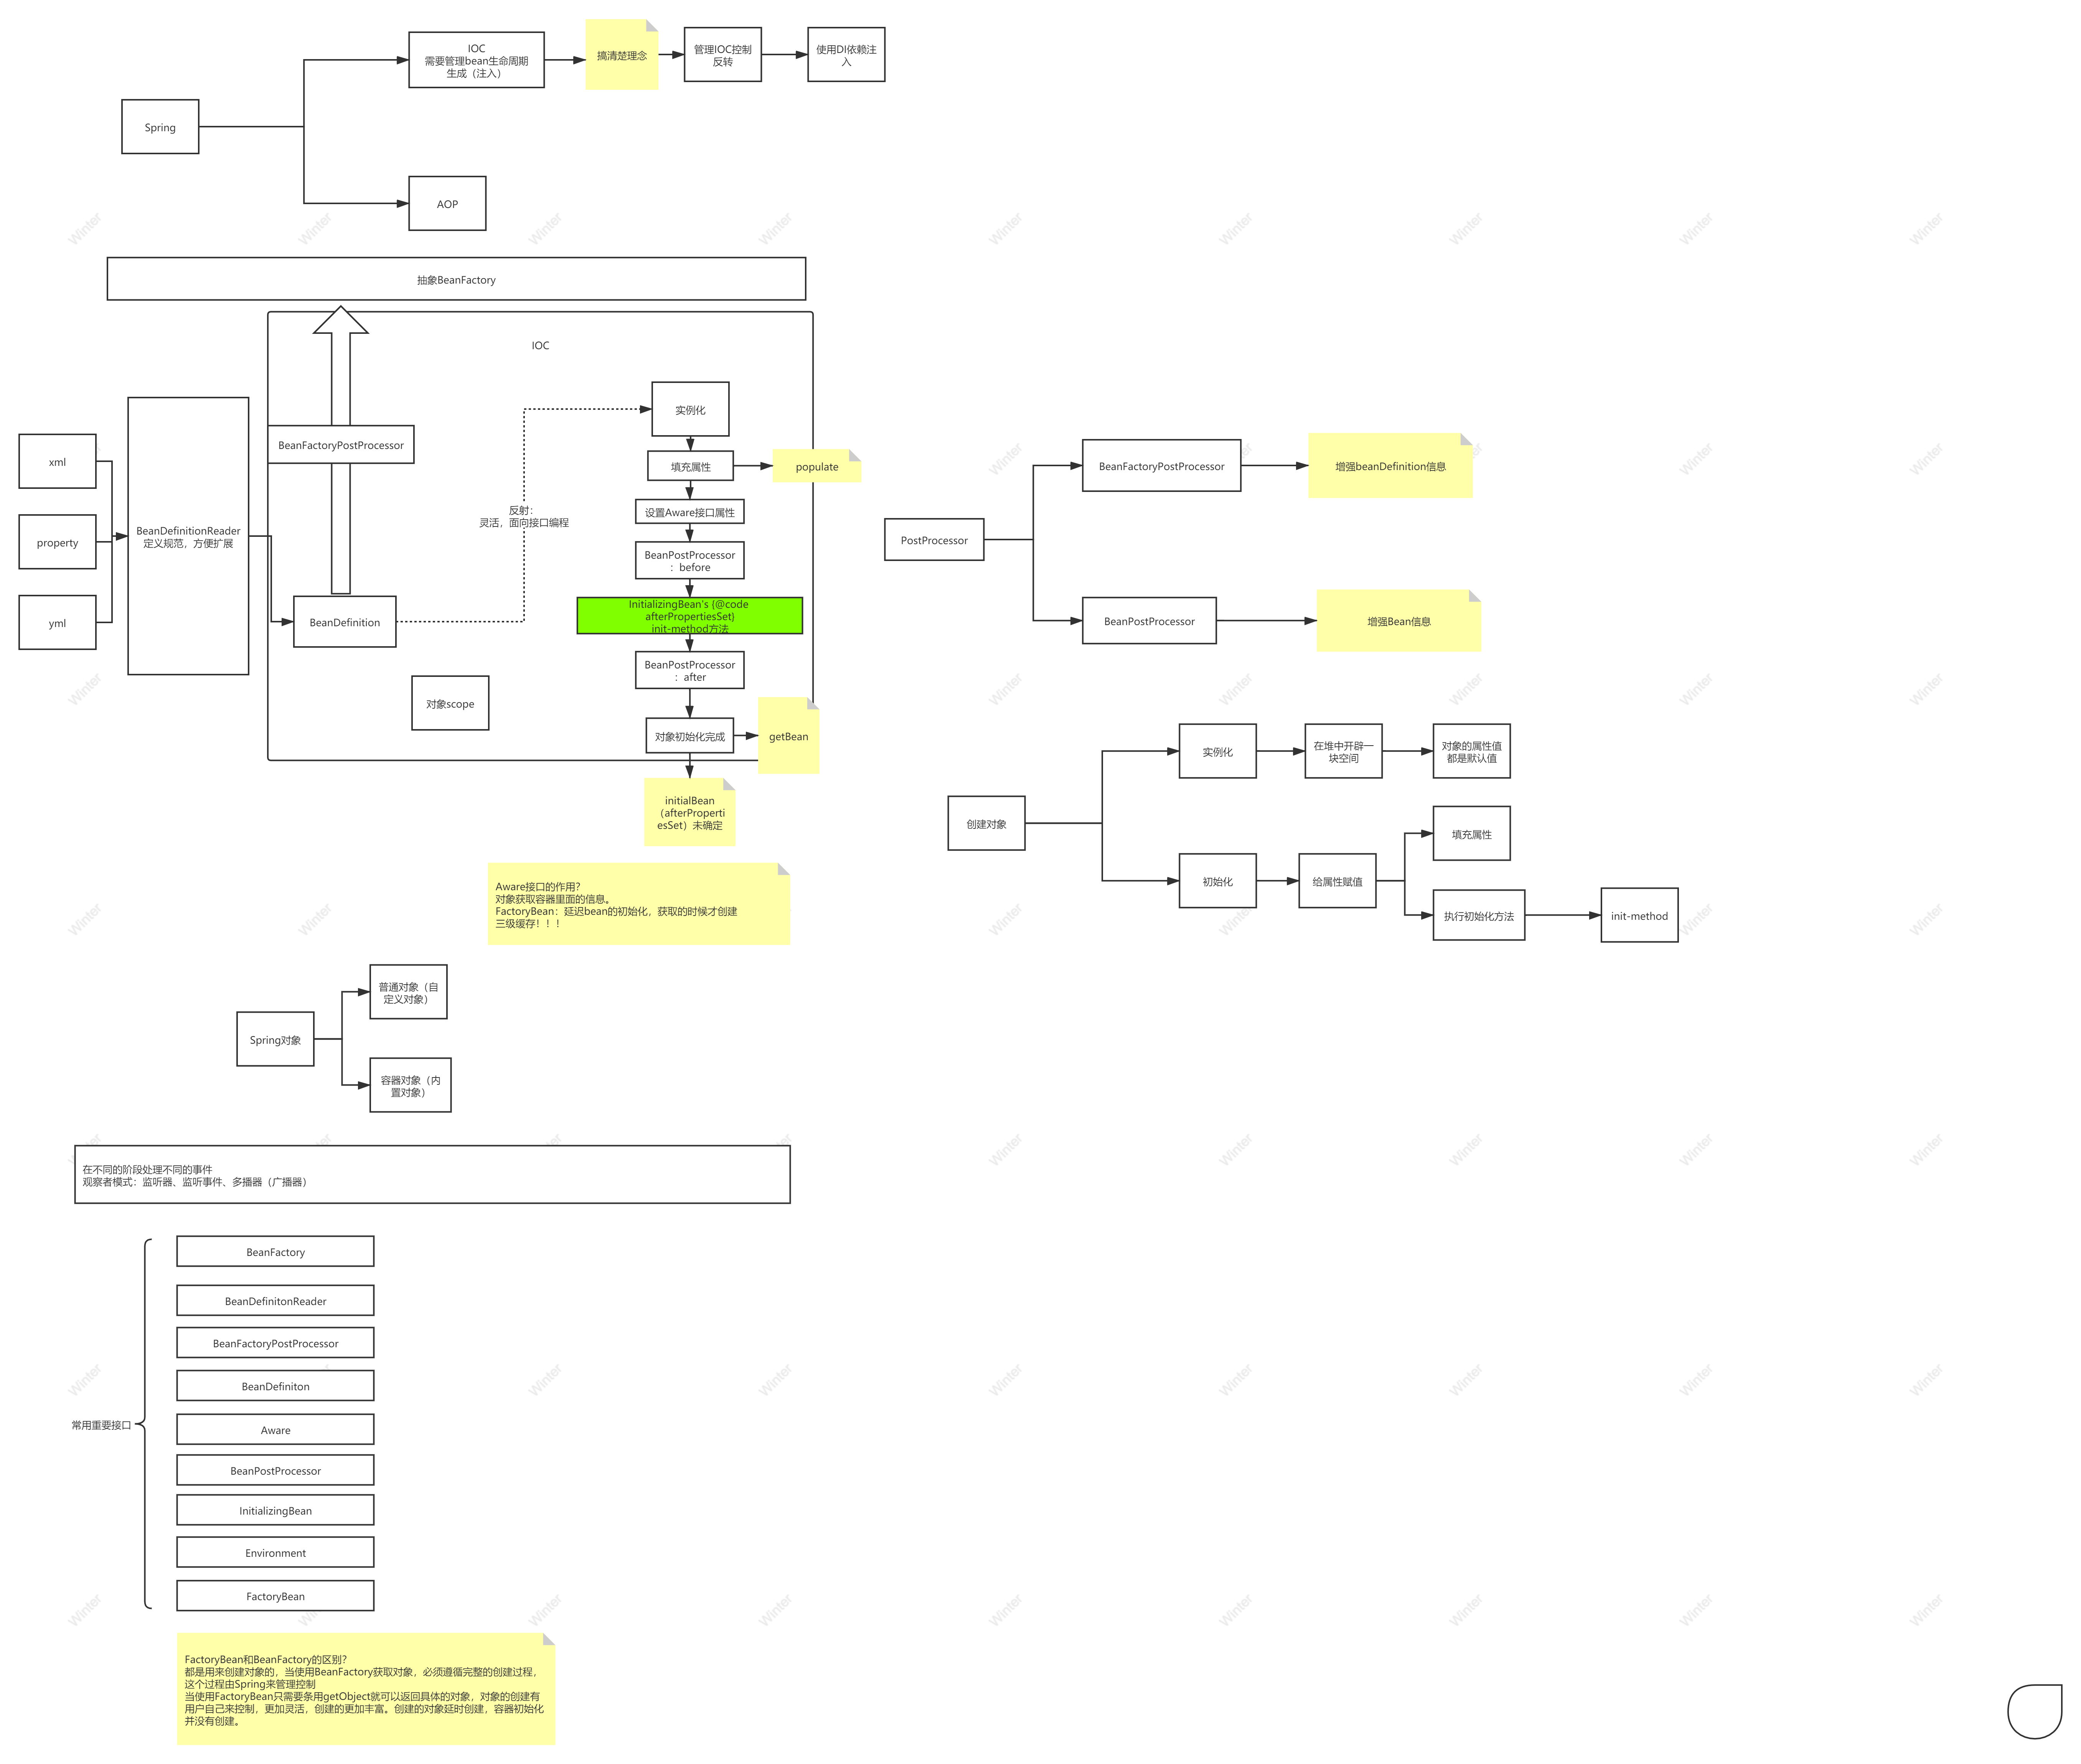 IOC
需要管理bean生命周期
生成（注入）
搞清楚理念
管理IOC控制
反转
使用DI依赖注
入
Spring
AOP
抽象BeanFactory
IOC
xml
property
yml
BeanDefinitionReader
定义规范，方便扩展
BeanFactoryPostProcessor
BeanDefinition
反射：
灵活，面向接口编程
对象scope
实例化
填充属性
populate
设置Aware接口属性
BeanPostProcessor
：before
InitializingBean's (@code
afterPropertiesSet)
init-method方法
BeanPostProcessor
：after
对象初始化完成
getBean
initialBean
（afterProperti
esSet）未确定
PostProcessor
BeanFactoryPostProcessor
增强beanDefinition信息
BeanPostProcessor
增强Bean信息
创建对象
实例化
在堆中开辟一
块空间
对象的属性值
都是默认值
初始化
给属性赋值
填充属性
执行初始化方法
init-method
Aware接口的作用？
对象获取容器里面的信息。
FactoryBean：延迟bean的初始化，获取的时候才创建
三级缓存！！！
Spring对象
普通对象（自
定义对象）
容器对象（内
置对象）
在不同的阶段处理不同的事件
观察者模式：监听器、监听事件、多播器（广播器）
常用重要接口
BeanFactory
BeanDefinitonReader
BeanFactoryPostProcessor
BeanDefiniton
Aware
BeanPostProcessor
InitializingBean
Environment
FactoryBean
FactoryBean和BeanFactory的区别？
都是用来创建对象的，当使用BeanFactory获取对象，必须遵循完整的创建过程，
这个过程由Spring来管理控制
当使用FactoryBean只需要条用getObject就可以返回具体的对象，对象的创建有
用户自己来控制，更加灵活，创建的更加丰富。创建的对象延时创建，容器初始化
并没有创建。
Winter